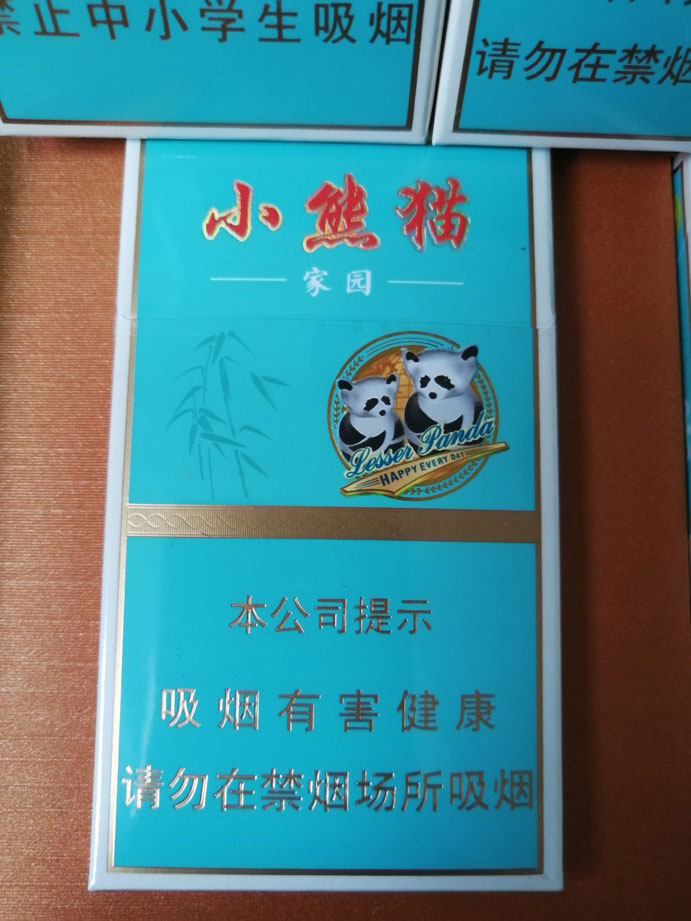 禁止中小学生吸烟
请勿在禁烟
小熊猫
家园
Lesser Panda
HAPPY EVERY DAY
本公司提示
吸烟有害健康
请勿在禁烟场所吸烟